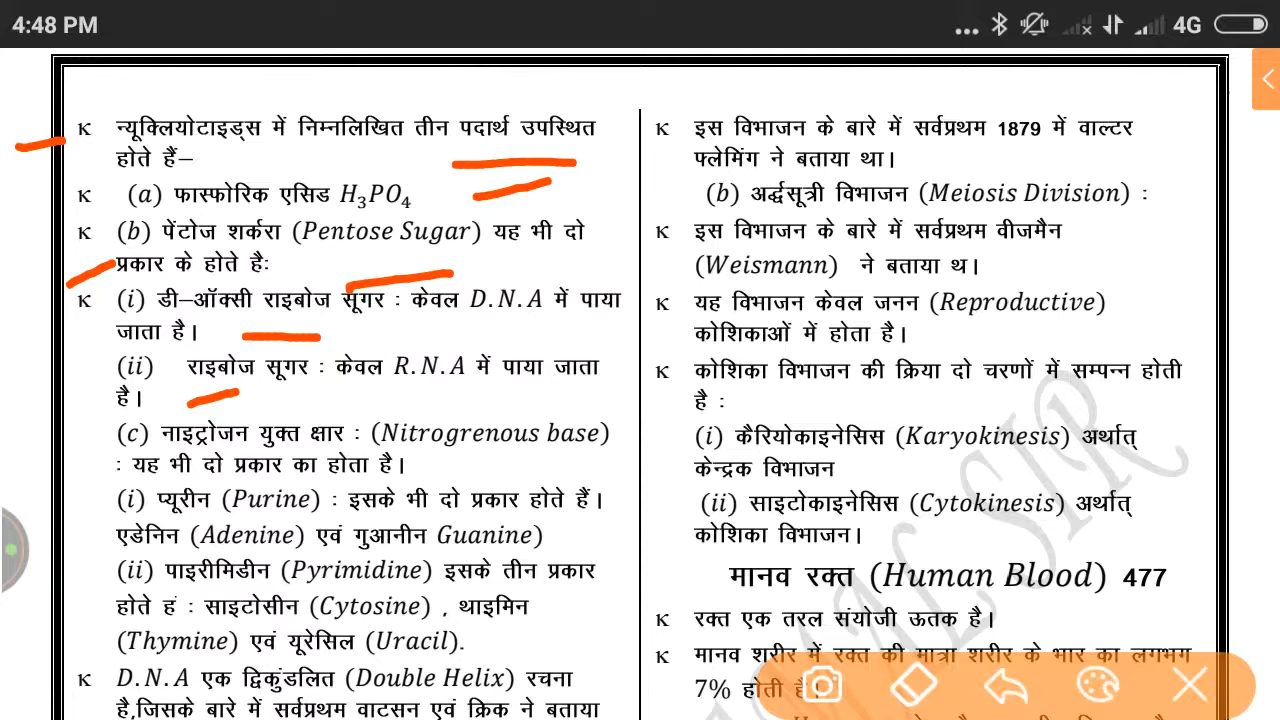 4:48 PM
4G
κ न्यूक्लियोटाइड्स में निम्नलिखित तीन पदार्थ उपस्थित
होते हैं–
κ (a) फास्फोरिक एसिड H₃PO₄
κ (b) पेंटोज शर्करा (Pentose Sugar) यह भी दो
प्रकार के होते हैः
κ (i) डी–ऑक्सी राइबोज सूगर : केवल D.N.A में पाया
जाता है।
(ii) राइबोज सूगर : केवल R.N.A में पाया जाता
है।
(c) नाइट्रोजन युक्त क्षार : (Nitrogrenous base)
: यह भी दो प्रकार का होता है।
(i) प्यूरीन (Purine) : इसके भी दो प्रकार होते हैं।
एडेनिन (Adenine) एवं गुआनीन Guanine)
(ii) पाइरीमिडीन (Pyrimidine) इसके तीन प्रकार
होते हं : साइटोसीन (Cytosine) , थाइमिन
(Thymine) एवं यूरेसिल (Uracil).
κ D.N.A एक द्विकुंडलित (Double Helix) रचना
है,जिसके बारे में सर्वप्रथम वाटसन एवं क्रिक ने बताया
κ इस विभाजन के बारे में सर्वप्रथम 1879 में वाल्टर
फ्लेमिंग ने बताया था।
(b) अर्द्धसूत्री विभाजन (Meiosis Division) :
κ इस विभाजन के बारे में सर्वप्रथम वीजमैन
(Weismann) ने बताया थ।
κ यह विभाजन केवल जनन (Reproductive)
कोशिकाओं में होता है।
κ कोशिका विभाजन की क्रिया दो चरणों में सम्पन्न होती
है :
(i) कैरियोकाइनेसिस (Karyokinesis) अर्थात्
केन्द्रक विभाजन
(ii) साइटोकाइनेसिस (Cytokinesis) अर्थात्
कोशिका विभाजन।
मानव रक्त (Human Blood) 477
κ रक्त एक तरल संयोजी ऊतक है।
κ मानव शरीर में रक्त की मात्रा शरीर के भार का लगभग
7% होती है।